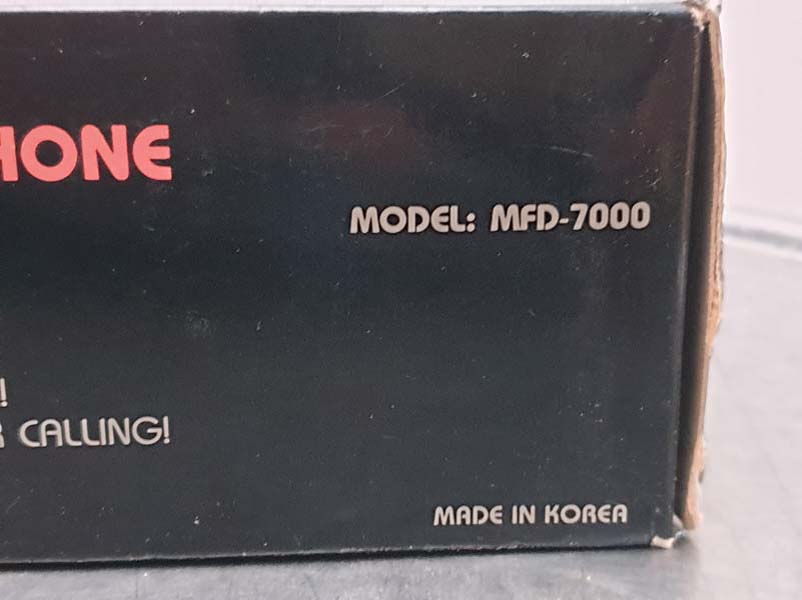 HONE
MODEL: MFD-7000
!
CALLING!
MADE IN KOREA